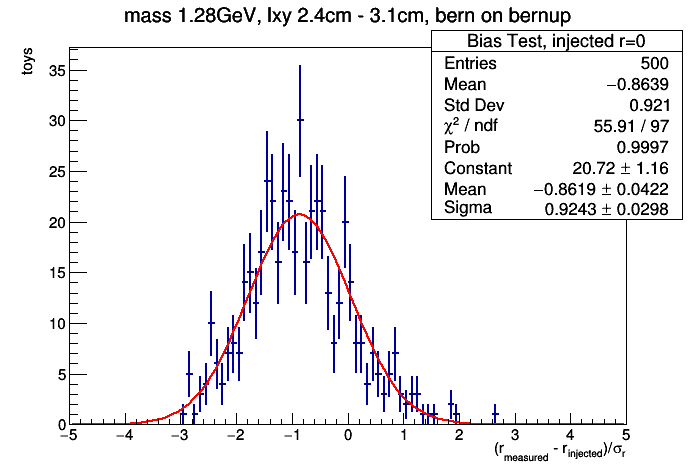 mass 1.28GeV, lxy 2.4cm - 3.1cm, bern on bernup
toys
Bias Test, injected r=0
Entries 500
Mean −0.8639
Std Dev 0.921
χ² / ndf 55.91 / 97
Prob 0.9997
Constant 20.72 ± 1.16
Mean −0.8619 ± 0.0422
Sigma 0.9243 ± 0.0298
35
30
25
20
15
10
5
0
−5 −4 −3 −2 −1 0 1 2 3 4 5
(r_measured - r_injected)/σ_r